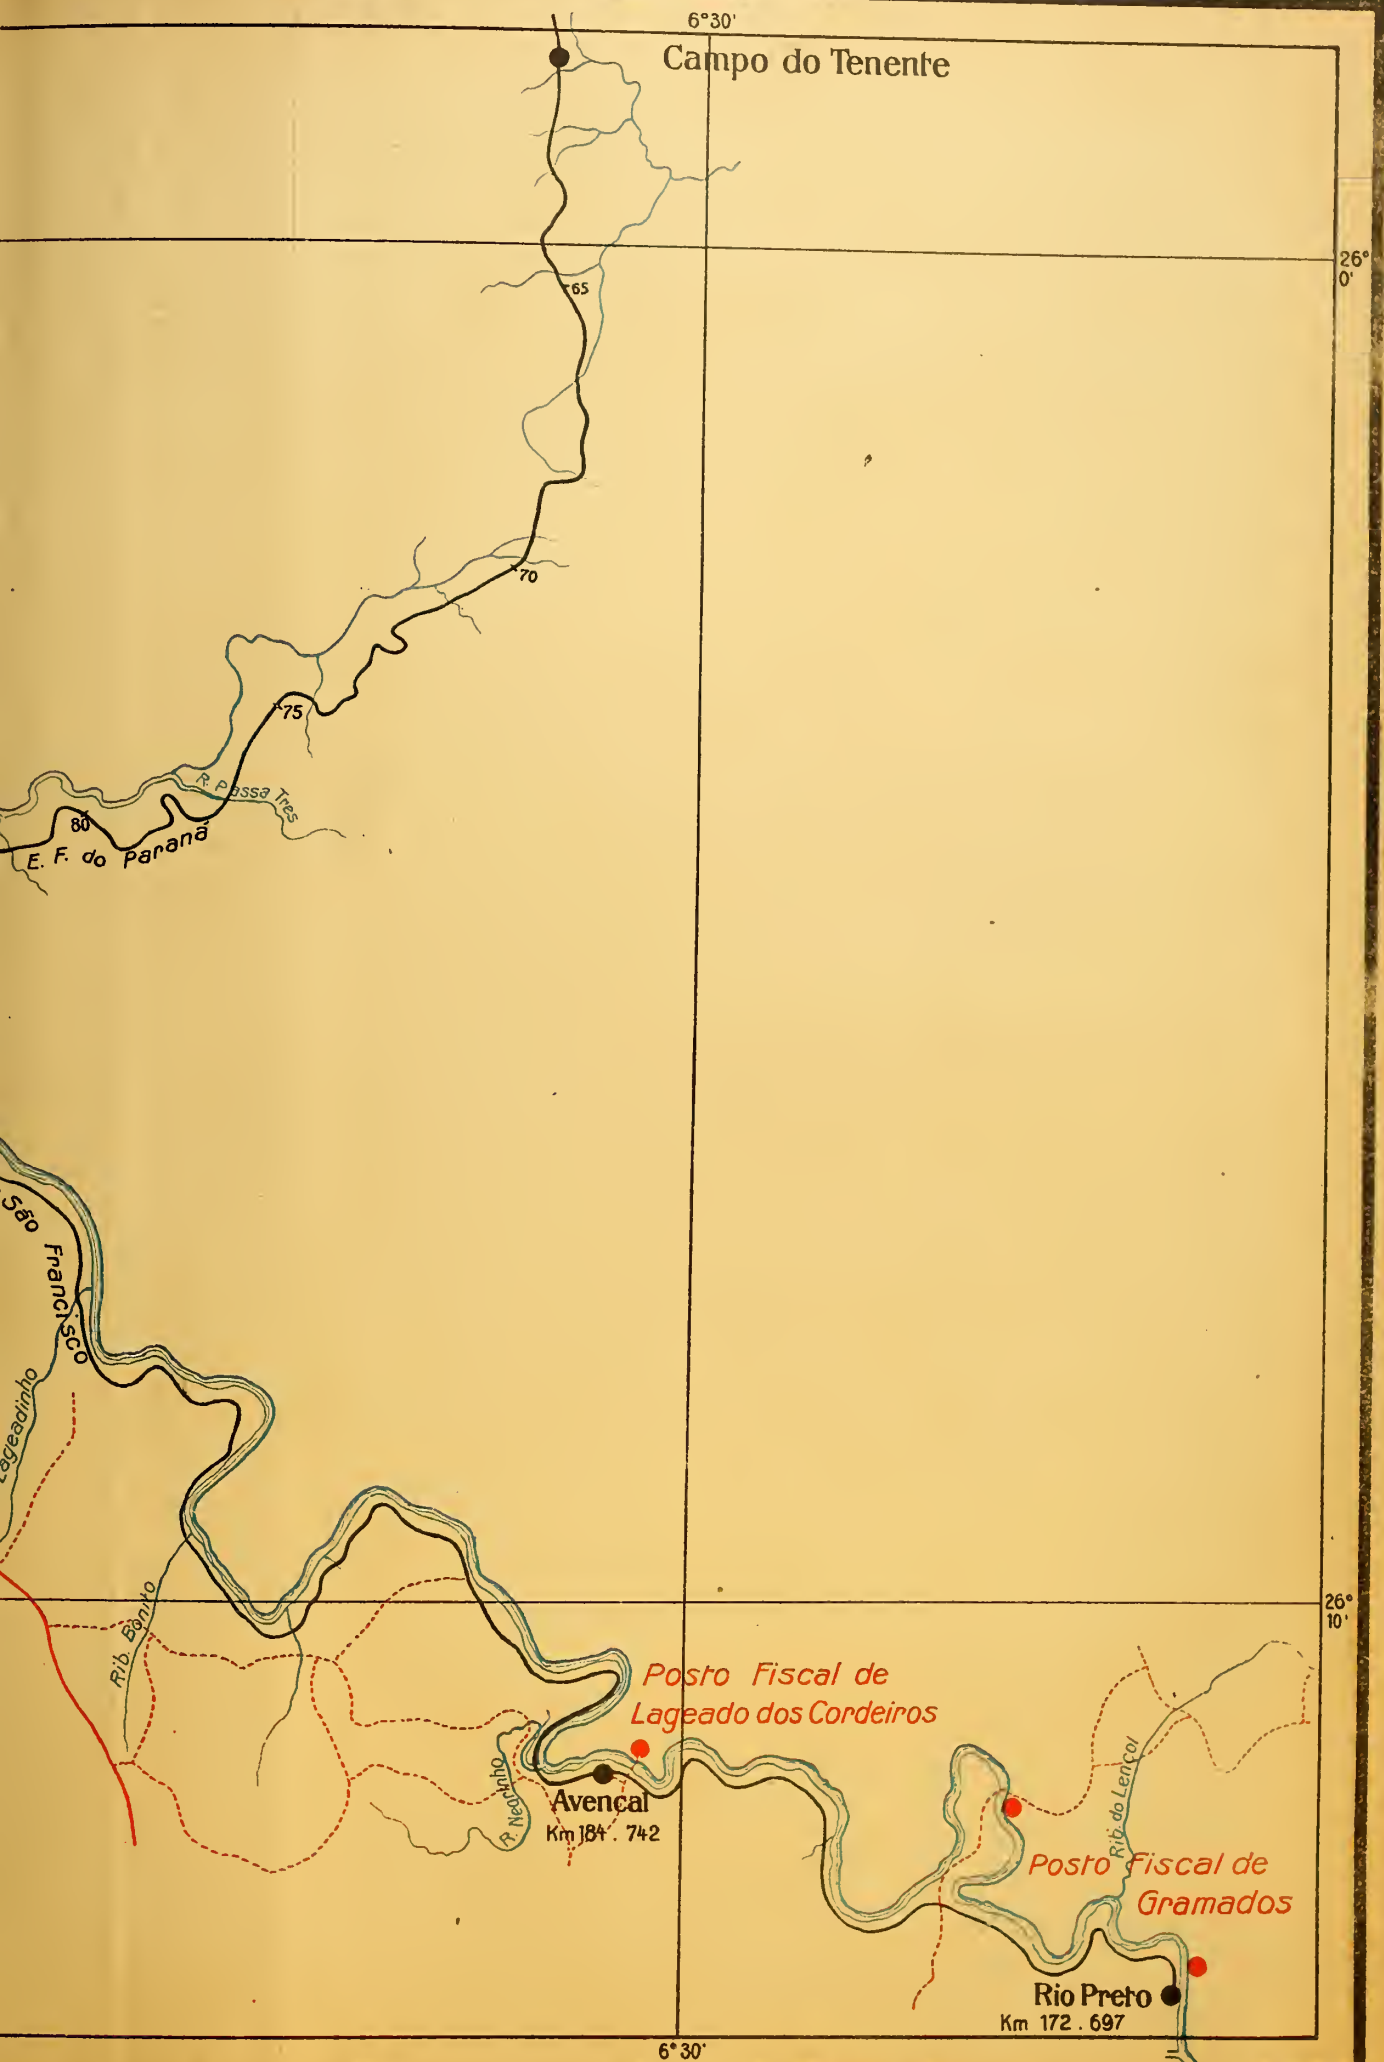 6°30'
Campo do Tenente
26°
0'
65
70
75
R. Passa Tres
80
E. F. do Paraná
São Francisco
Lageadinho
26°
10'
Rib. Bonito
Posto Fiscal de
Lageado dos Cordeiros
R. Negrinho
Avencal
Km 184. 742
Rib. do Lençol
Posto Fiscal de
Gramados
Rio Preto
Km 172.697
6°30'